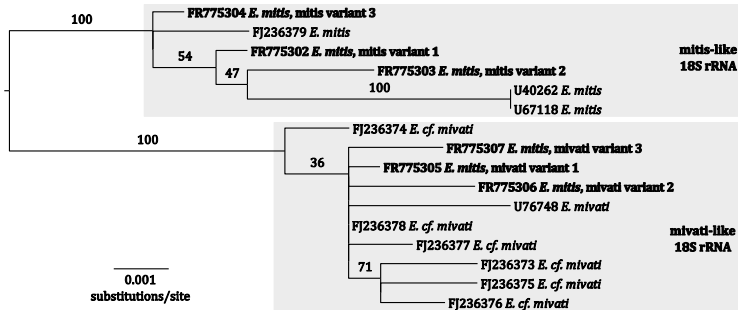 100
FR775304 E. mitis, mitis variant 3
FJ236379 E. mitis
54
FR775302 E. mitis, mitis variant 1
47
FR775303 E. mitis, mitis variant 2
100
U40262 E. mitis
U67118 E. mitis
mitis-like
18S rRNA
100
FJ236374 E. cf. mivati
36
FR775307 E. mitis, mivati variant 3
FR775305 E. mitis, mivati variant 1
FR775306 E. mitis, mivati variant 2
U76748 E. mivati
FJ236378 E. cf. mivati
FJ236377 E. cf. mivati
71
FJ236373 E. cf. mivati
FJ236375 E. cf. mivati
FJ236376 E. cf. mivati
mivati-like
18S rRNA
0.001
substitutions/site